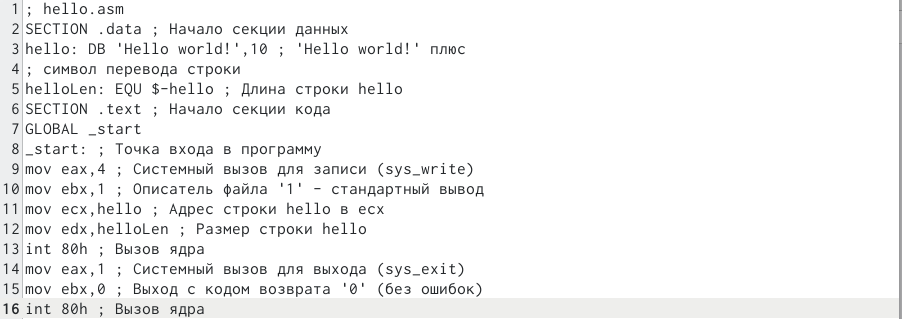 1 ; hello.asm
2 SECTION .data ; Начало секции данных
3 hello: DB 'Hello world!',10 ; 'Hello world!' плюс
4 ; символ перевода строки
5 helloLen: EQU $-hello ; Длина строки hello
6 SECTION .text ; Начало секции кода
7 GLOBAL _start
8 _start: ; Точка входа в программу
9 mov eax,4 ; Системный вызов для записи (sys_write)
10 mov ebx,1 ; Описатель файла '1' - стандартный вывод
11 mov ecx,hello ; Адрес строки hello в ecx
12 mov edx,helloLen ; Размер строки hello
13 int 80h ; Вызов ядра
14 mov eax,1 ; Системный вызов для выхода (sys_exit)
15 mov ebx,0 ; Выход с кодом возврата '0' (без ошибок)
16 int 80h ; Вызов ядра